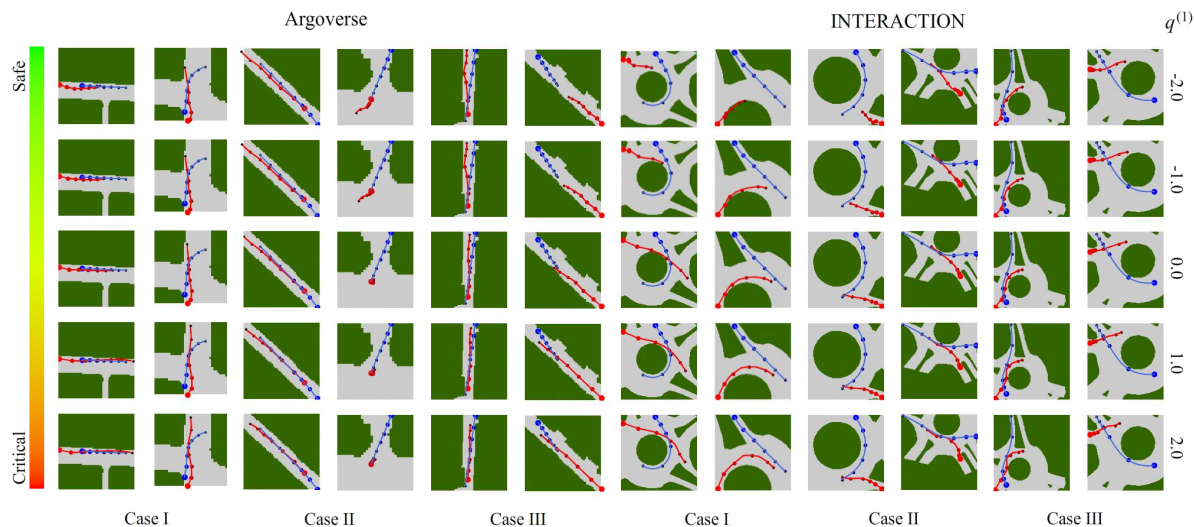 Argoverse
INTERACTION
q(1)
Safe
Critical
-2.0
-1.0
0.0
1.0
2.0
Case I
Case II
Case III
Case I
Case II
Case III